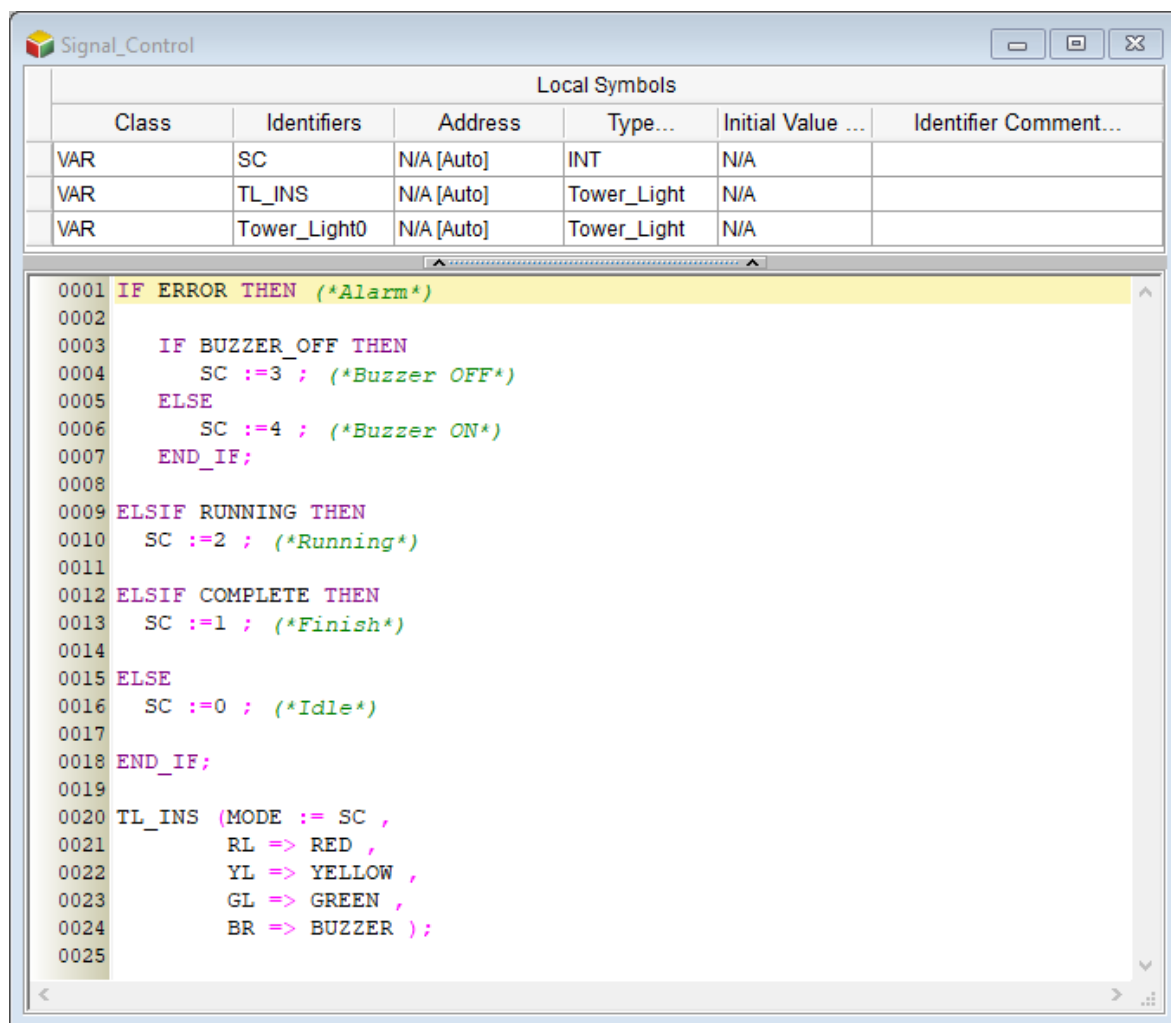 Signal_Control
Local Symbols
Class Identifiers Address Type... Initial Value ... Identifier Comment...
VAR SC N/A [Auto] INT N/A
VAR TL_INS N/A [Auto] Tower_Light N/A
VAR Tower_Light0 N/A [Auto] Tower_Light N/A
0001 IF ERROR THEN (*Alarm*)
0002
0003 IF BUZZER_OFF THEN
0004 SC :=3 ; (*Buzzer OFF*)
0005 ELSE
0006 SC :=4 ; (*Buzzer ON*)
0007 END_IF;
0008
0009 ELSIF RUNNING THEN
0010 SC :=2 ; (*Running*)
0011
0012 ELSIF COMPLETE THEN
0013 SC :=1 ; (*Finish*)
0014
0015 ELSE
0016 SC :=0 ; (*Idle*)
0017
0018 END_IF;
0019
0020 TL_INS (MODE := SC ,
0021 RL => RED ,
0022 YL => YELLOW ,
0023 GL => GREEN ,
0024 BR => BUZZER );
0025